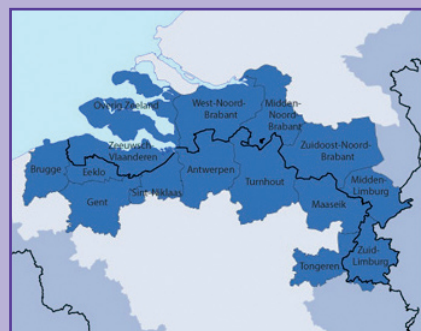 Overig Zeeland
West-Noord-
Brabant
Midden-
Noord-
Brabant
Zuidoost-Noord-
Brabant
Zeeuwsch-
Vlaanderen
Brugge
Eeklo
Antwerpen
Turnhout
Midden-
Limburg
Gent
Sint-Niklaas
Maaseik
Zuid-
Limburg
Tongeren